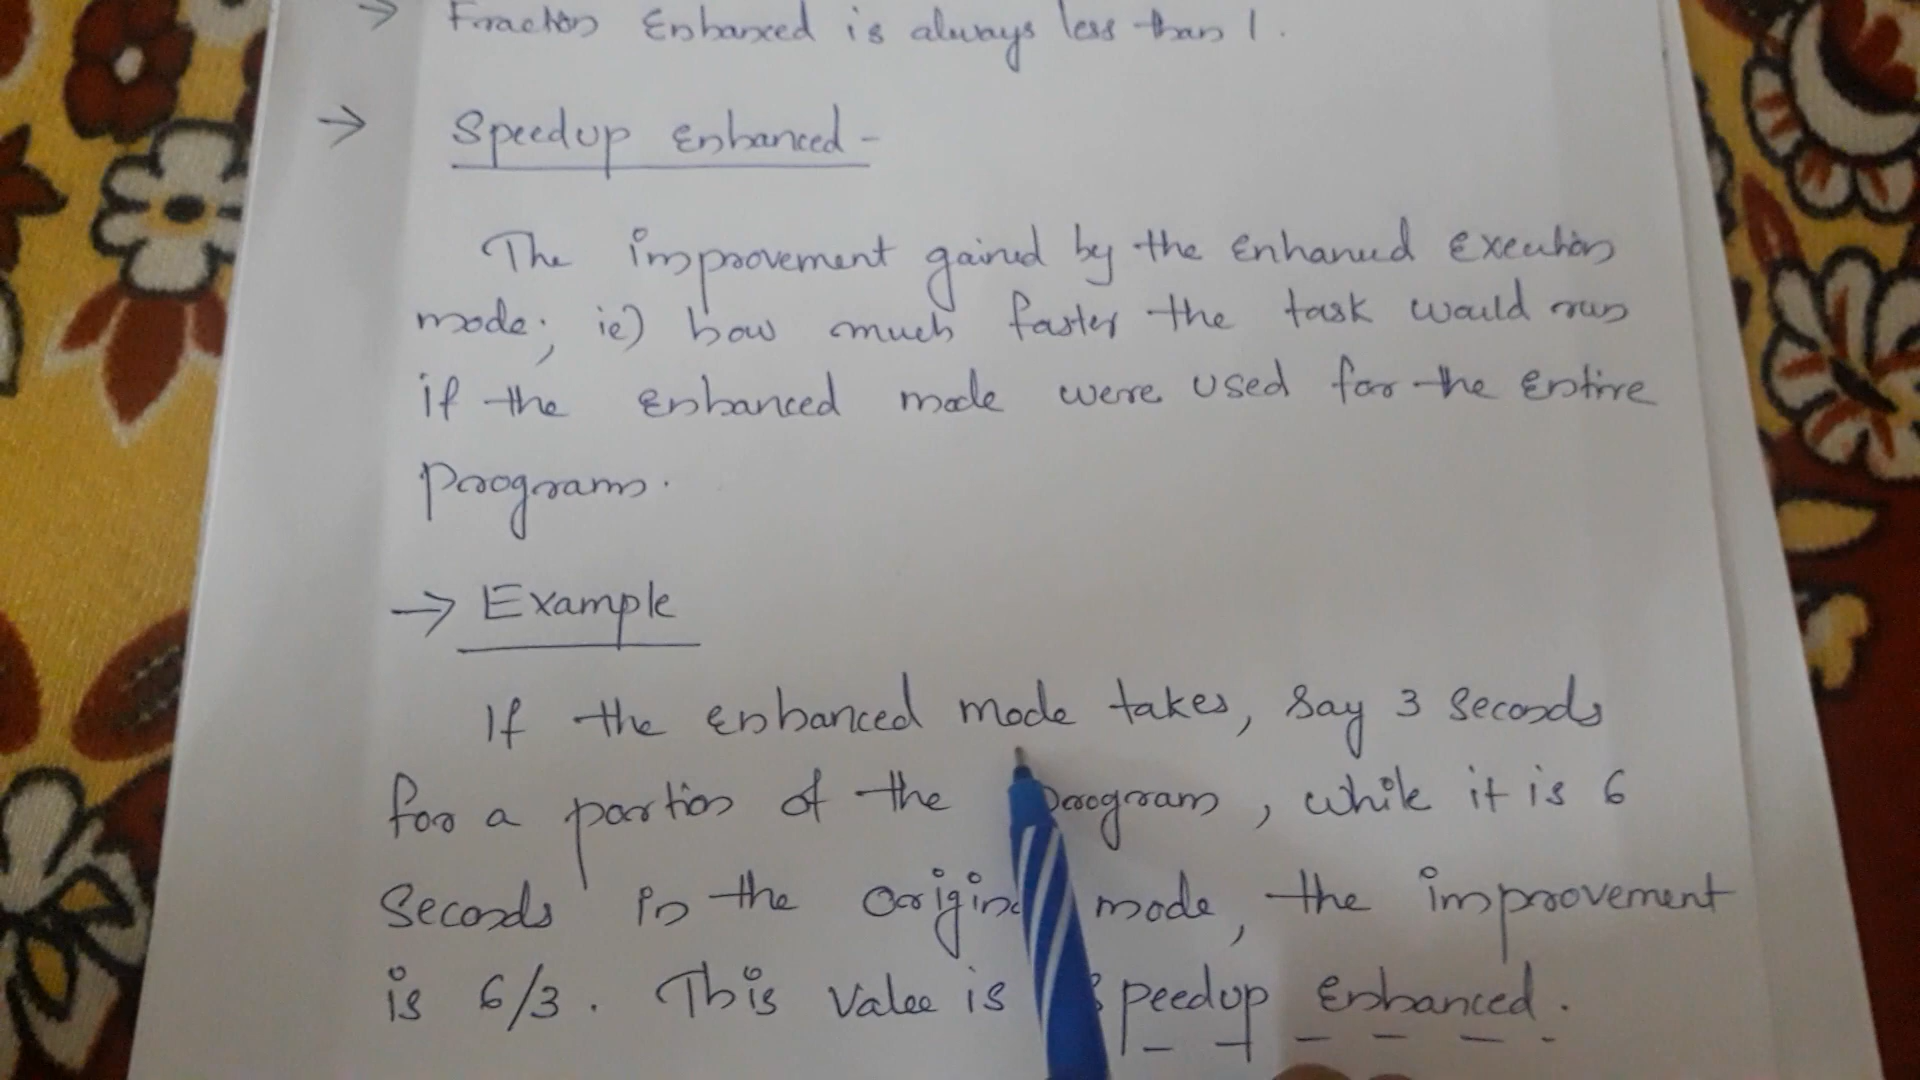 → Fraction Enhanced is always less than 1.
→ Speedup Enhanced -
The improvement gained by the Enhanced Execution
mode; ie) how much faster the task would run
if the Enhanced mode were used for the Entire
program.
→ Example
If the enhanced mode takes, say 3 seconds
for a portion of the program, while it is 6
seconds in the original mode, the improvement
is 6/3. This value is Speedup Enhanced.